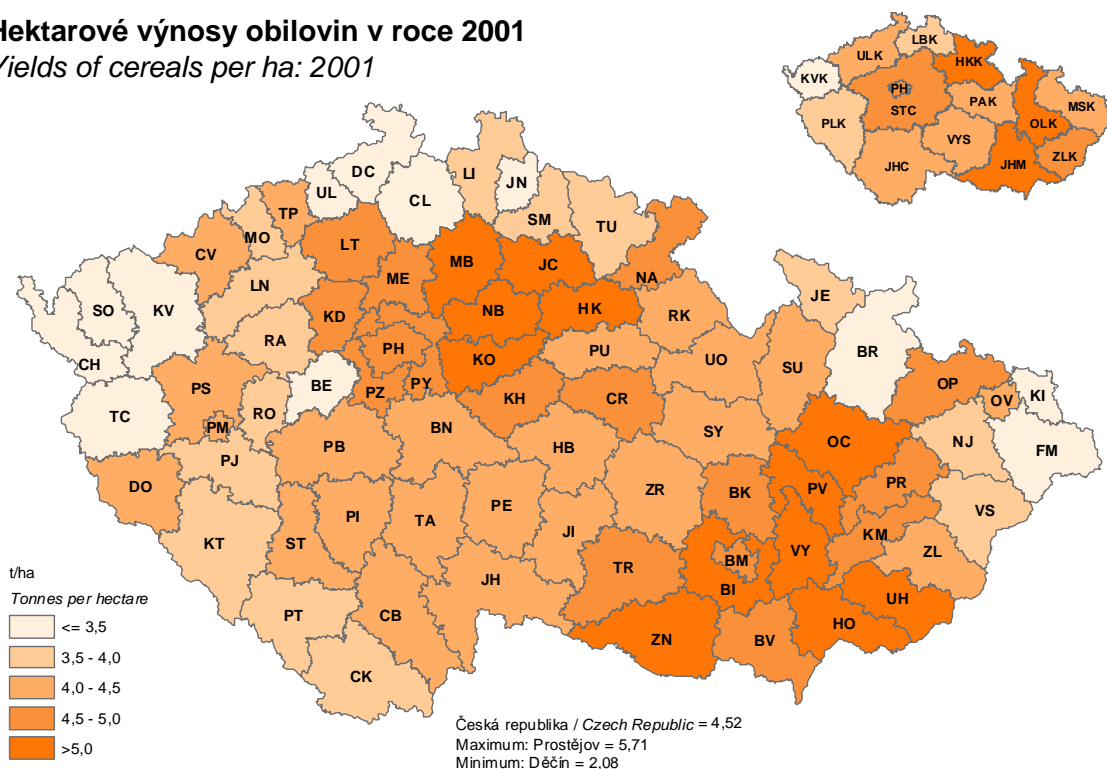 Hektarové výnosy obilovin v roce 2001
Yields of cereals per ha: 2001
LBK
ULK
HKK
KVK
PH
PAK
MSK
STC
PLK
OLK
VYS
ZLK
JHC
JHM
DC
LI
JN
UL
CL
TP
SM
TU
MO
LT
CV
MB
JC
ME
NA
LN
JE
SO
KV
KD
NB
HK
RK
RA
PH
PU
BR
CH
KO
UO
SU
BE
PZ
PY
OP
PS
KH
CR
KI
OV
TC
RO
PM
BN
SY
OC
NJ
PB
HB
FM
PJ
DO
ZR
BK
PV
PR
PE
VS
PI
TA
KT
ST
JI
KM
VY
ZL
BM
TR
JH
BI
UH
PT
CB
HO
ZN
BV
CK
t/ha
Tonnes per hectare
<= 3,5
3,5 - 4,0
4,0 - 4,5
4,5 - 5,0
>5,0
Česká republika / Czech Republic = 4,52
Maximum: Prostějov = 5,71
Minimum: Děčín = 2,08